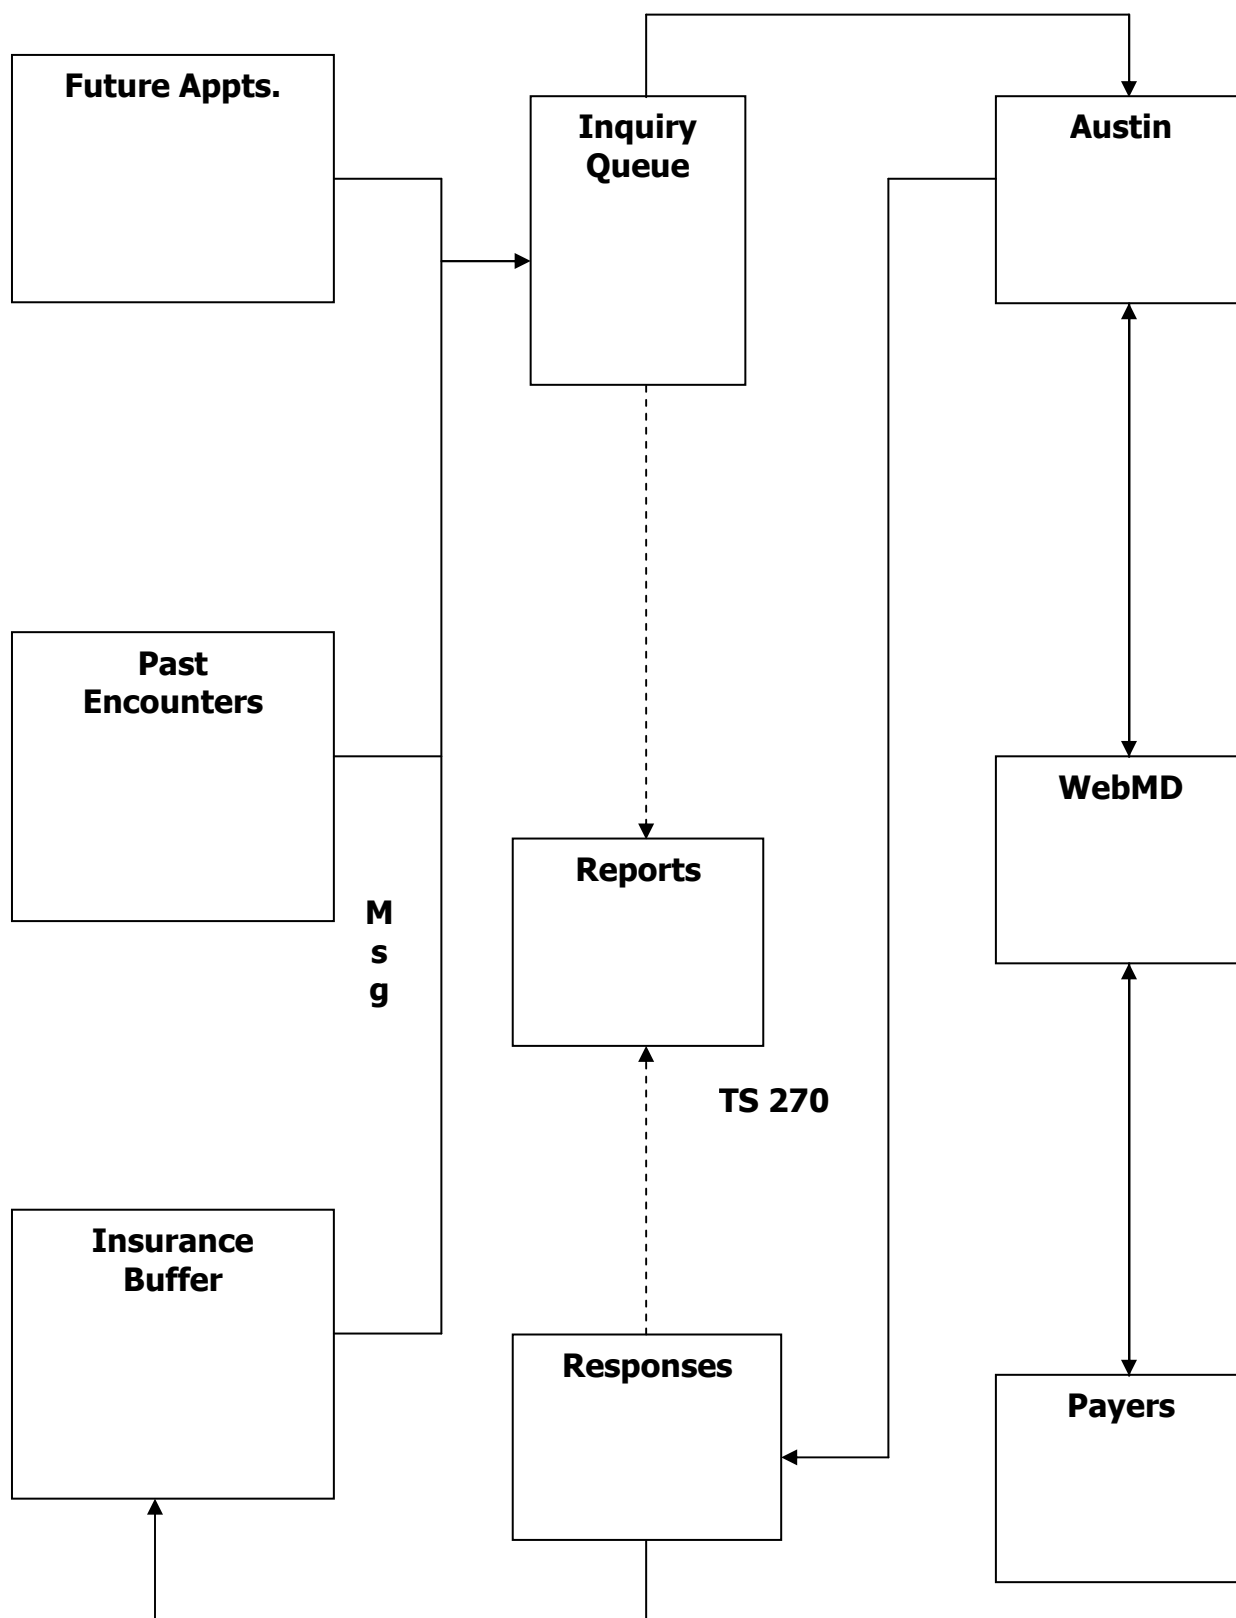 Future Appts.
Inquiry
Queue
Austin
Past
Encounters
WebMD
Reports
M
s
g
TS 270
Insurance
Buffer
Responses
Payers